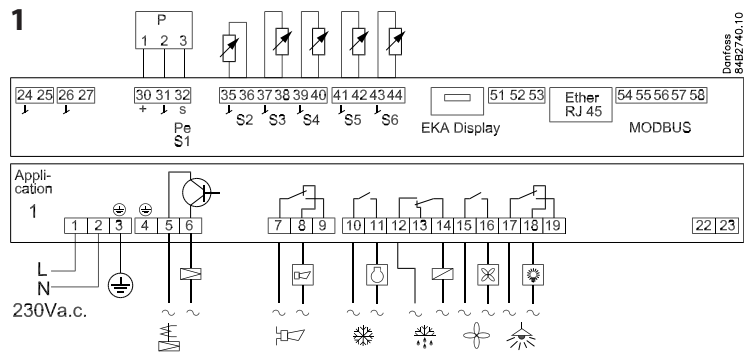 1
P
1 2 3
Danfoss
84B2740.10
24 25 26 27 30 31 32 35 36 37 38 39 40 41 42 43 44 51 52 53 54 55 56 57 58
+ s
Pe
S1
S2 S3 S4 S5 S6
EKA Display
Ether
RJ 45
MODBUS
Appli-
cation
1
1 2 3 4 5 6 7 8 9 10 11 12 13 14 15 16 17 18 19 22 23
L
N
230Va.c.